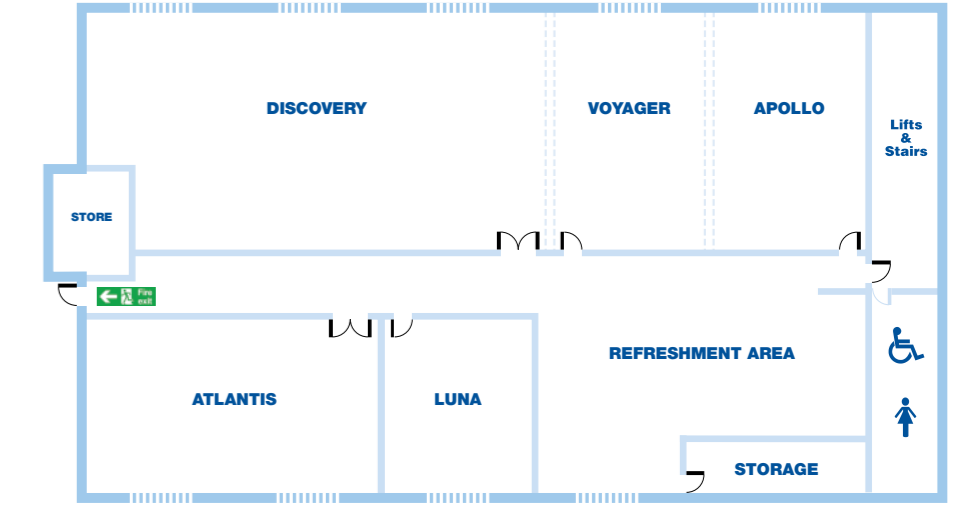 DISCOVERY
VOYAGER
APOLLO
Lifts
&
Stairs
STORE
Fire
exit
REFRESHMENT AREA
ATLANTIS
LUNA
STORAGE